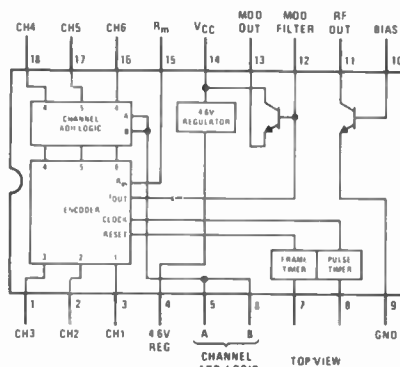 CH4 CH5 CH6 Rm VCC MOD OUT MOD FILTER RF OUT BIAS
18 17 16 15 14 13 12 11 10
4 5 6
CHANNEL
ADD LOGIC
A
B
4.6V
REGULATOR
4 5 6
Rm
IOUT
ENCODER
CLOCK
RESET
3 2 1
FRAME
TIMER
PULSE
TIMER
1 2 3 4 5 6 7 8 9
CH3 CH2 CH1 4.6V REG A B GND
CHANNEL
TOP VIEW